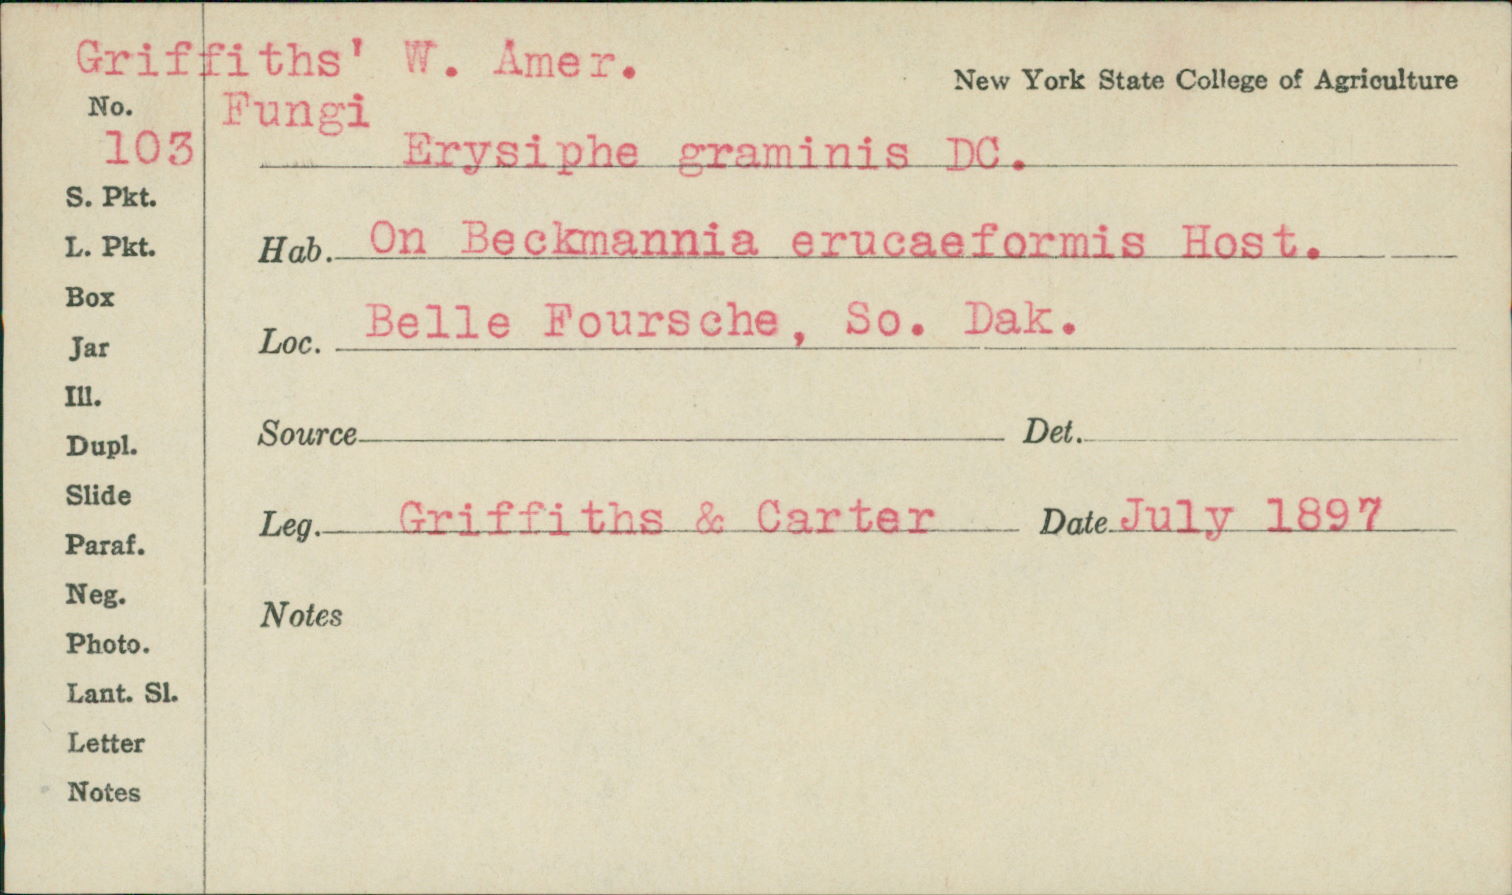 Griffiths' W. Amer.
New York State College of Agriculture
No. Fungi
103 Erysiphe graminis DC.
S. Pkt.
L. Pkt.
Hab. On Beckmannia erucaeformis Host.
Box
Loc. Belle Foursche, So. Dak.
Jar
Ill.
Dupl.
Source Det.
Slide
Leg. Griffiths & Carter Date July 1897
Paraf.
Neg.
Notes
Photo.
Lant. Sl.
Letter
Notes